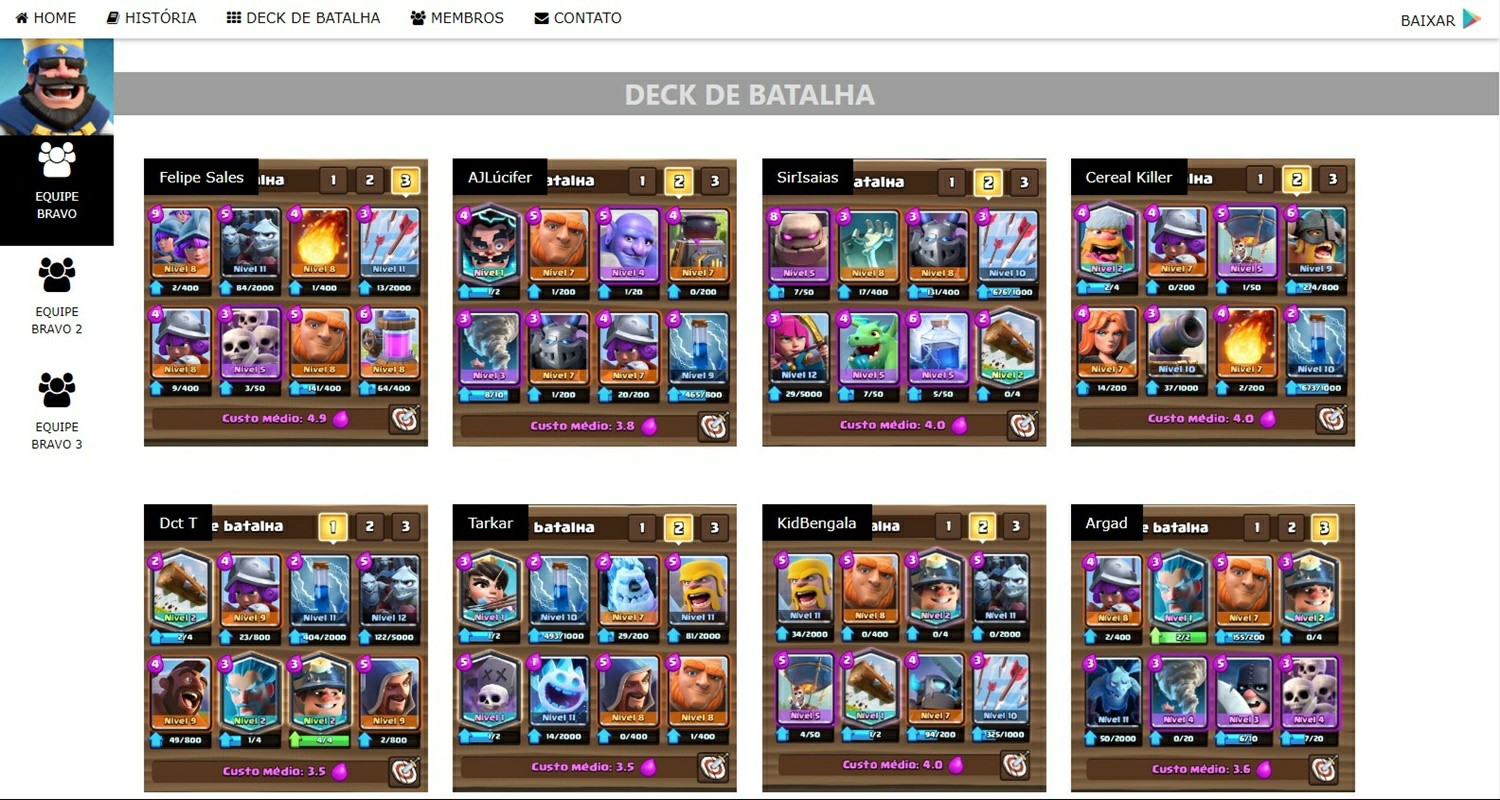 HOME HISTÓRIA DECK DE BATALHA MEMBROS CONTATO BAIXAR
EQUIPE
BRAVO
EQUIPE
BRAVO 2
EQUIPE
BRAVO 3
DECK DE BATALHA
Felipe Sales lha 1 2 3
9 5 4 3
Nível 8 Nível 11 Nível 8 Nível 11
2/400 84/2000 1/400 13/2000
4 3 5 6
Nível 8 Nível 5 Nível 8 Nível 8
9/400 3/50 141/400 64/400
Custo Médio: 4.9
AJLúcifer atalha 1 2 3
4 5 5 4
Nível 1 Nível 7 Nível 4 Nível 7
1/2 1/200 1/20 0/200
3 3 4 2
Nível 3 Nível 7 Nível 7 Nível 9
8/10 1/200 20/200 465/800
Custo Médio: 3.8
SirIsaias atalha 1 2 3
8 3 3 3
Nível 5 Nível 8 Nível 8 Nível 10
7/50 17/400 131/400 676/1000
3 4 6 2
Nível 12 Nível 5 Nível 5 Nível 2
29/5000 7/50 5/50 0/4
Custo Médio: 4.0
Cereal Killer lha 1 2 3
4 4 5 6
Nível 2 Nível 7 Nível 5 Nível 9
2/4 0/200 1/50 274/800
4 3 4 2
Nível 7 Nível 10 Nível 7 Nível 10
14/200 37/1000 2/200 673/1000
Custo Médio: 4.0
Dct T e batalha 1 2 3
2 4 2 5
Nível 2 Nível 9 Nível 11 Nível 12
2/4 23/800 404/2000 122/5000
4 3 3 5
Nível 9 Nível 2 Nível 2 Nível 9
49/800 1/4 4/4 2/800
Custo Médio: 3.5
Tarkar batalha 1 2 3
3 2 2 5
Nível 1 Nível 10 Nível 7 Nível 11
1/2 493/1000 29/200 81/2000
5 1 5 5
Nível 1 Nível 11 Nível 8 Nível 8
1/2 14/2000 0/400 1/400
Custo Médio: 3.5
KidBengala alha 1 2 3
5 5 3 5
Nível 11 Nível 8 Nível 2 Nível 11
34/2000 0/400 0/4 0/2000
5 2 4 3
Nível 5 Nível 1 Nível 7 Nível 10
4/50 1/2 94/200 325/1000
Custo Médio: 4.0
Argad e batalha 1 2 3
4 3 5 3
Nível 8 Nível 1 Nível 7 Nível 2
2/400 2/2 155/200 0/4
3 3 5 3
Nível 11 Nível 4 Nível 3 Nível 4
50/2000 0/20 6/10 7/20
Custo Médio: 3.6